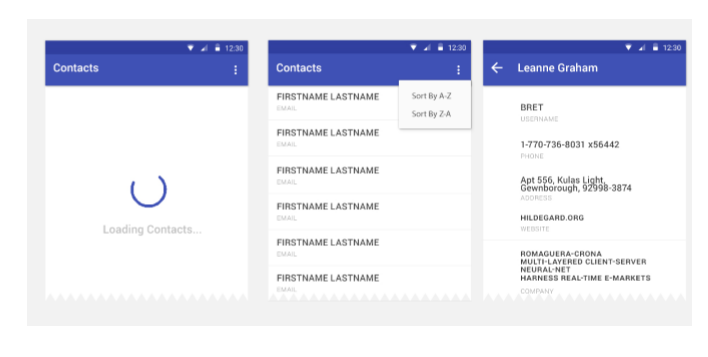 12:30
Contacts
Loading Contacts...
12:30
Contacts
Sort By A-Z
Sort By Z-A
FIRSTNAME LASTNAME
EMAIL
FIRSTNAME LASTNAME
EMAIL
FIRSTNAME LASTNAME
EMAIL
FIRSTNAME LASTNAME
EMAIL
FIRSTNAME LASTNAME
EMAIL
FIRSTNAME LASTNAME
EMAIL
12:30
Leanne Graham
BRET
USERNAME
1-770-736-8031 x56442
PHONE
Apt 556, Kulas Light,
Gewnborough, 92998-3874
ADDRESS
HILDEGARD.ORG
WEBSITE
ROMAGUERA-CRONA
MULTI-LAYERED CLIENT-SERVER
NEURAL-NET
HARNESS REAL-TIME E-MARKETS
COMPANY